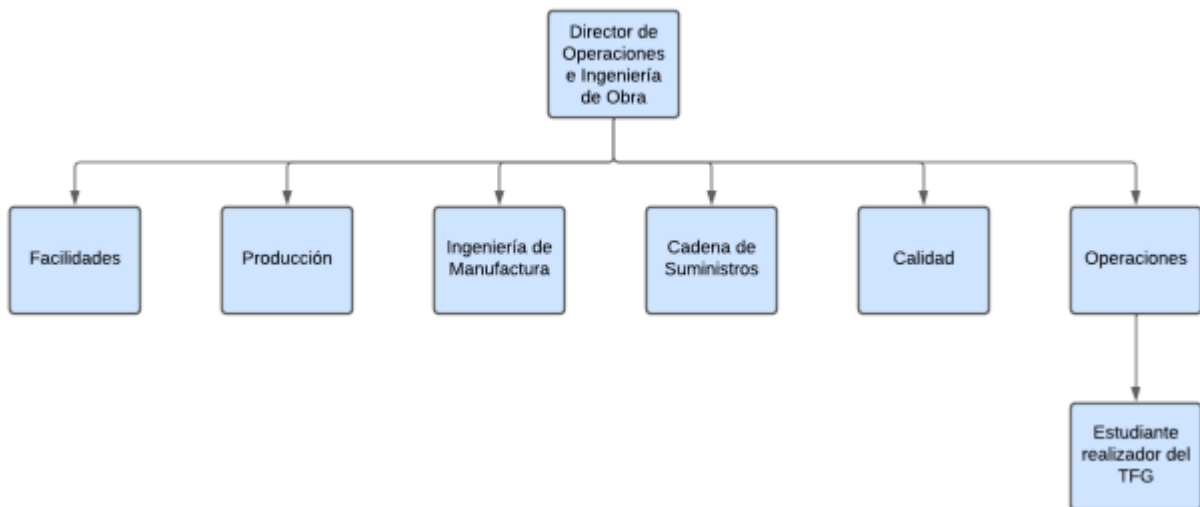 Director de
Operaciones
e Ingeniería
de Obra
Facilidades
Producción
Ingeniería de
Manufactura
Cadena de
Suministros
Calidad
Operaciones
Estudiante
realizador del
TFG